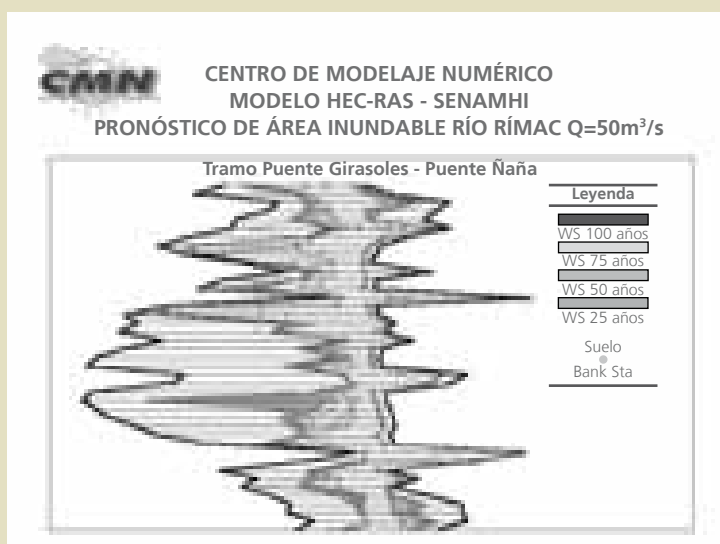 CMN
CENTRO DE MODELAJE NUMÉRICO
MODELO HEC-RAS - SENAMHI
PRONÓSTICO DE ÁREA INUNDABLE RÍO RÍMAC Q=50m³/s
Tramo Puente Girasoles - Puente Ñaña
Leyenda
WS 100 años
WS 75 años
WS 50 años
WS 25 años
Suelo
Bank Sta